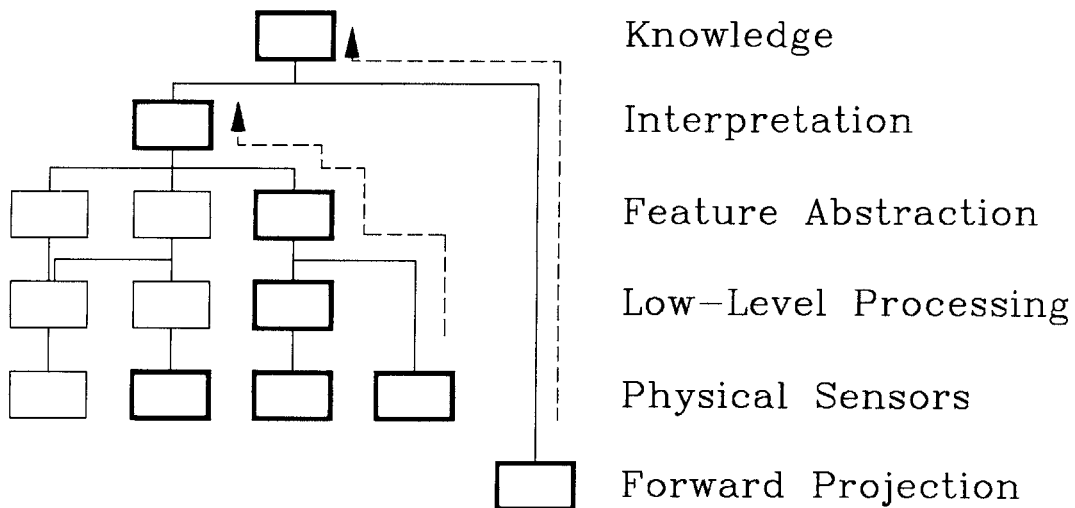 Knowledge
Interpretation
Feature Abstraction
Low-Level Processing
Physical Sensors
Forward Projection